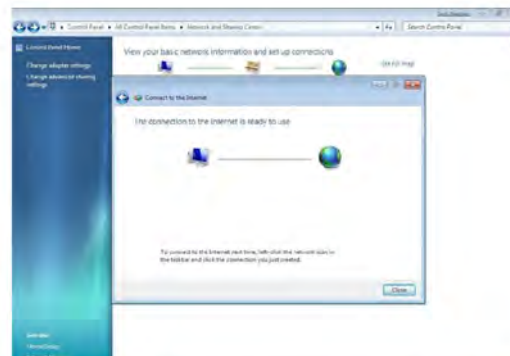 Control Panel ▸ All Control Panel Items ▸ Network and Sharing Center
Search Control Panel
Control Panel Home
Change adapter settings
Change advanced sharing
settings
View your basic network information and set up connections
See full map
Connect to the Internet
The connection to the Internet is ready to use
To connect to the Internet next time, left-click the network icon in
the taskbar and click the connection you just created.
Close
See also
HomeGroup